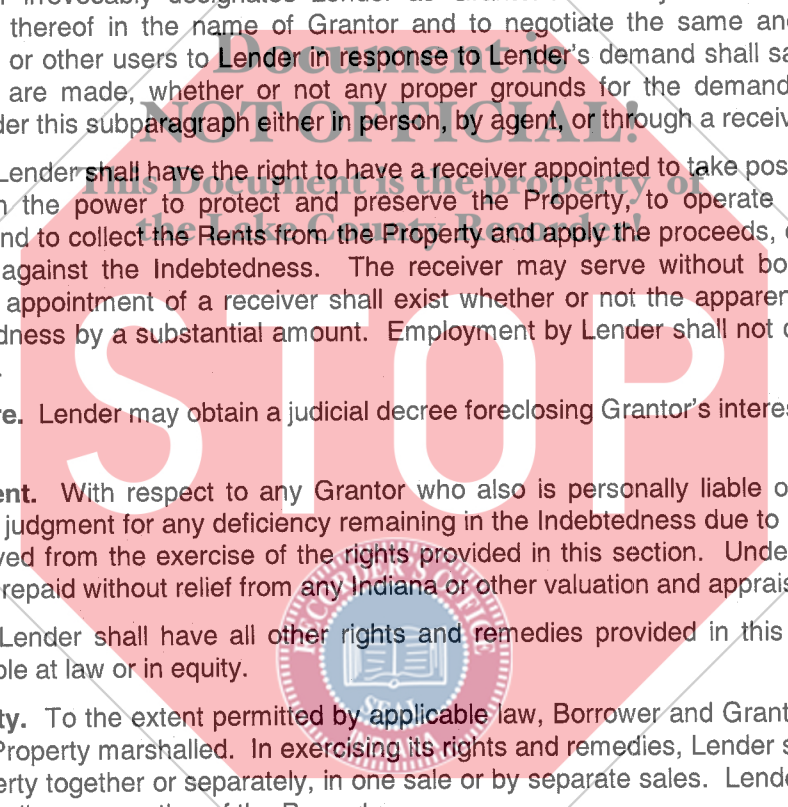 thereof in the name of Grantor and to negotiate the same an
or other users to Lender in response to Lender's demand shall sa
are made, whether or not any proper grounds for the demand
der this subparagraph either in person, by agent, or through a receiv
Document is
NOT OFFICIAL!
This Document is the property of
the Lake County Recorder!
Lender shall have the right to have a receiver appointed to take pos
n the power to protect and preserve the Property, to operate
nd to collect the Rents from the Property and apply the proceeds,
against the Indebtedness. The receiver may serve without bo
appointment of a receiver shall exist whether or not the apparen
dness by a substantial amount. Employment by Lender shall not
STOP
re. Lender may obtain a judicial decree foreclosing Grantor's interes
ent. With respect to any Grantor who also is personally liable o
judgment for any deficiency remaining in the Indebtedness due to
ved from the exercise of the rights provided in this section. Unde
repaid without relief from any Indiana or other valuation and apprais
RECORDER'S OFFICE
SEAL
Lender shall have all other rights and remedies provided in this
ble at law or in equity.
ty. To the extent permitted by applicable law, Borrower and Grant
Property marshalled. In exercising its rights and remedies, Lender s
erty together or separately, in one sale or by separate sales. Lende